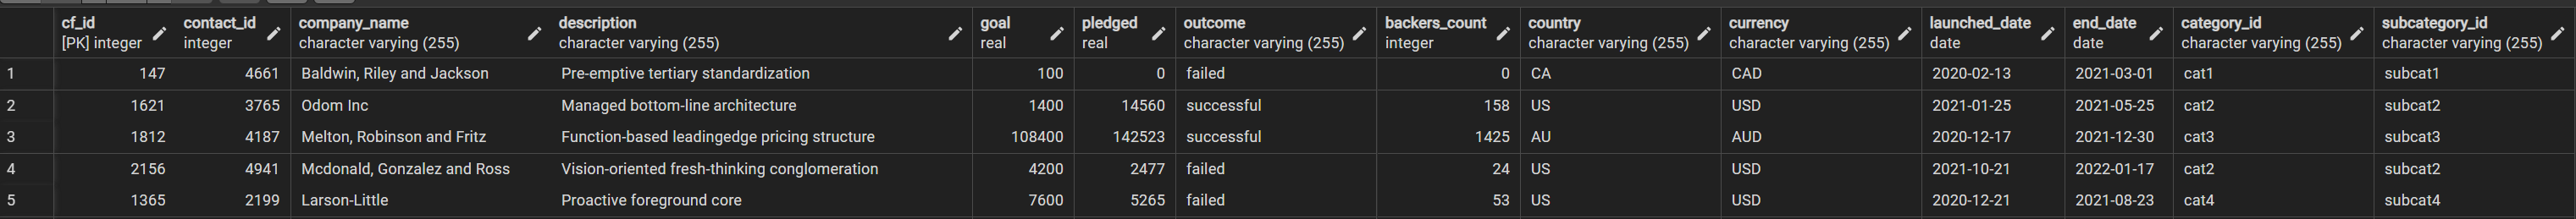 cf_id contact_id company_name description goal pledged outcome backers_count country currency launched_date end_date category_id subcategory_id
[PK] integer integer character varying (255) character varying (255) real real character varying (255) integer character varying (255) character varying (255) date date character varying (255) character varying (255)
1 147 4661 Baldwin, Riley and Jackson Pre-emptive tertiary standardization 100 0 failed 0 CA CAD 2020-02-13 2021-03-01 cat1 subcat1
2 1621 3765 Odom Inc Managed bottom-line architecture 1400 14560 successful 158 US USD 2021-01-25 2021-05-25 cat2 subcat2
3 1812 4187 Melton, Robinson and Fritz Function-based leadingedge pricing structure 108400 142523 successful 1425 AU AUD 2020-12-17 2021-12-30 cat3 subcat3
4 2156 4941 Mcdonald, Gonzalez and Ross Vision-oriented fresh-thinking conglomeration 4200 2477 failed 24 US USD 2021-10-21 2022-01-17 cat2 subcat2
5 1365 2199 Larson-Little Proactive foreground core 7600 5265 failed 53 US USD 2020-12-21 2021-08-23 cat4 subcat4